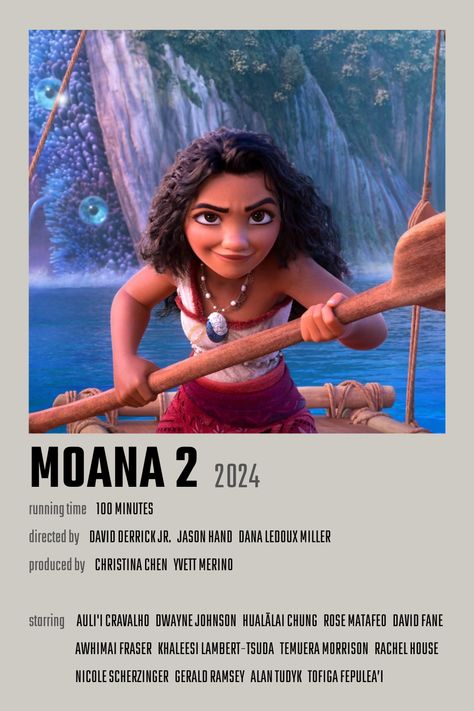 MOANA 2 2024
running time 100 MINUTES
directed by DAVID DERRICK JR. JASON HAND DANA LEDOUX MILLER
produced by CHRISTINA CHEN YVETT MERINO
starring AULI'I CRAVALHO DWAYNE JOHNSON HUALĀLAI CHUNG ROSE MATAFEO DAVID FANE
AWHIMAI FRASER KHALEESI LAMBERT-TSUDA TEMUERA MORRISON RACHEL HOUSE
NICOLE SCHERZINGER GERALD RAMSEY ALAN TUDYK TOFIGA FEPULEA'I